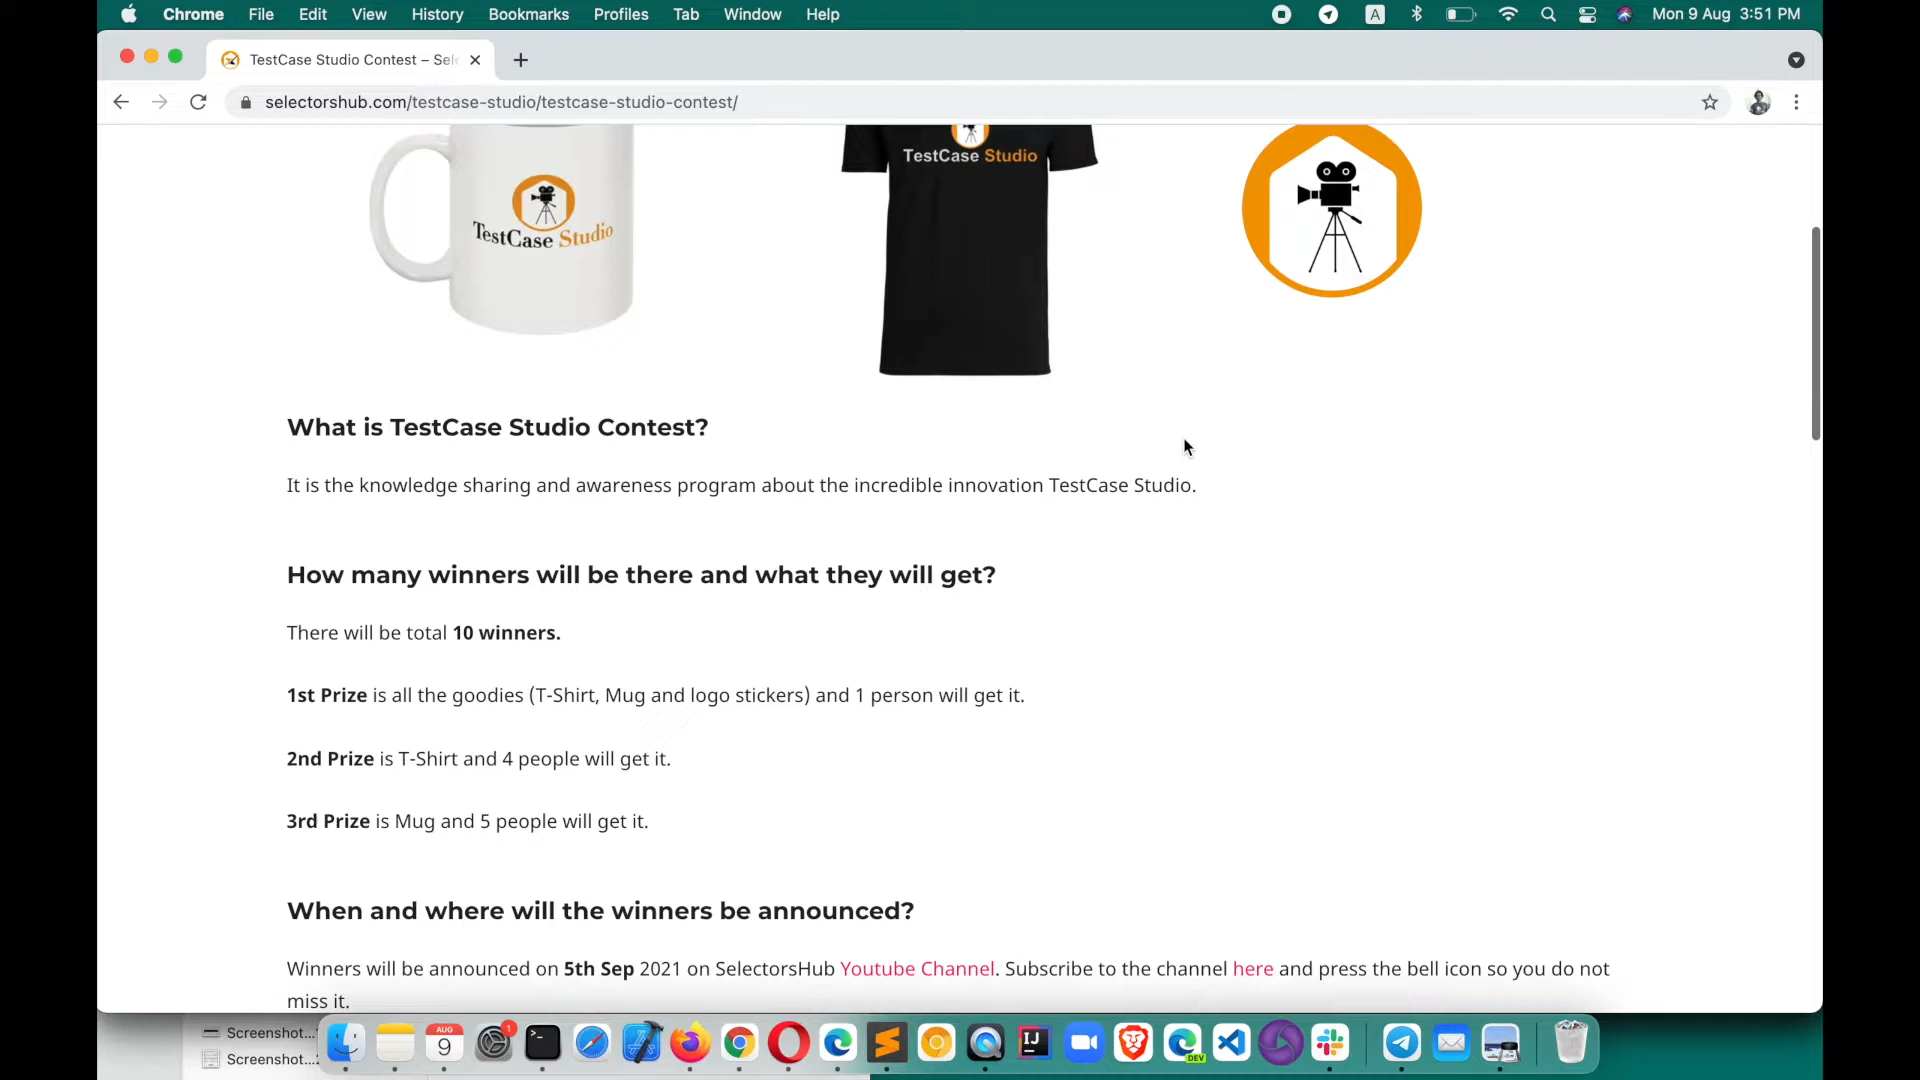 Chrome File Edit View History Bookmarks Profiles Tab Window Help
A
Mon 9 Aug 3:51 PM
TestCase Studio Contest – Sele
selectorshub.com/testcase-studio/testcase-studio-contest/
TestCase Studio
TestCase Studio
What is TestCase Studio Contest?
It is the knowledge sharing and awareness program about the incredible innovation TestCase Studio.
How many winners will be there and what they will get?
There will be total 10 winners.
1st Prize is all the goodies (T-Shirt, Mug and logo stickers) and 1 person will get it.
2nd Prize is T-Shirt and 4 people will get it.
3rd Prize is Mug and 5 people will get it.
When and where will the winners be announced?
Winners will be announced on 5th Sep 2021 on SelectorsHub Youtube Channel. Subscribe to the channel here and press the bell icon so you do not
miss it.
Screenshot...
Screenshot...
AUG
9
1
IJ
DEV